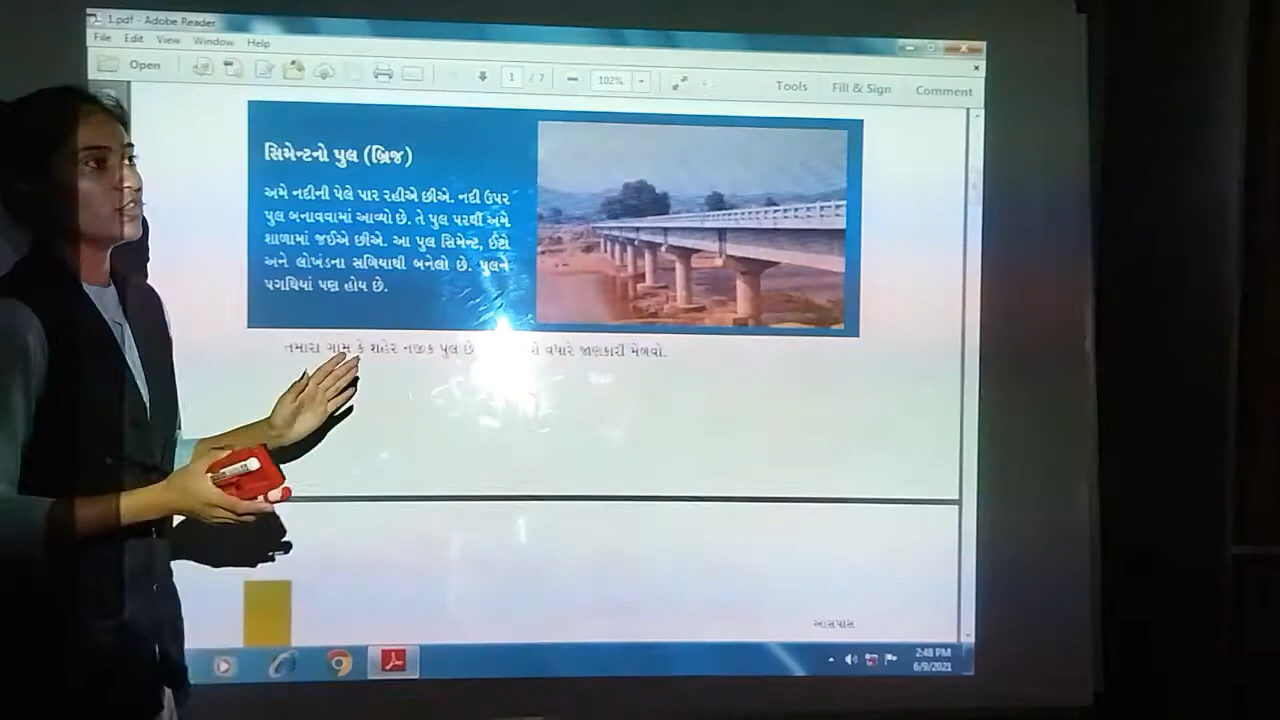 1.pdf - Adobe Reader
File Edit View Window Help
Open 1 / 7 102% Tools Fill & Sign Comment
સિમેન્ટનો પુલ (બ્રિજ)
અમે નદીની પેલે પાર રહીએ છીએ. નદી ઉપર
પુલ બનાવવામાં આવ્યો છે. તે પુલ પરથી અમે
શાળામાં જઈએ છીએ. આ પુલ સિમેન્ટ, ઈંટો
અને લોખંડના સળિયાથી બનેલો છે. પુલને
પગથિયાં પણ હોય છે.
તમારા ગામ કે શહેર નજીક પુલ છે વધારે જાણકારી મેળવો.
આસપાસ
2:48 PM
6/9/2021